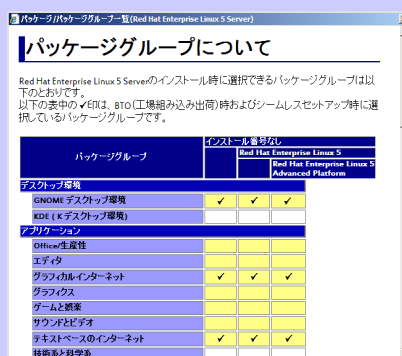 パッケージ/パッケージグループ一覧(Red Hat Enterprise Linux 5 Server)
パッケージグループについて
Red Hat Enterprise Linux 5 Serverのインストール時に選択できるパッケージグループは以
下のとおりです。
以下の表中の✓印は、BTO(工場組み込み出荷)時およびシームレスセットアップ時に選
択しているパッケージグループです。
パッケージグループ
インストール番号なし
Red Hat Enterprise Linux 5
Red Hat Enterprise Linux 5
Advanced Platform
デスクトップ環境
GNOMEデスクトップ環境 ✓ ✓ ✓
KDE ( K デスクトップ環境)
アプリケーション
Office/生産性
エディタ
グラフィカルインターネット ✓ ✓ ✓
グラフィクス
ゲームと娯楽
サウンドとビデオ
テキストベースのインターネット ✓ ✓ ✓
技術系と科学系